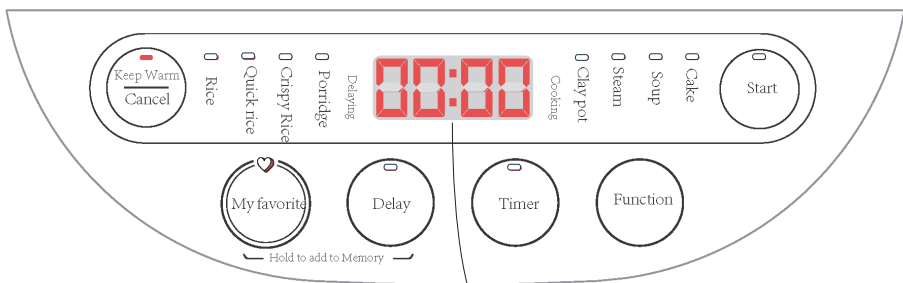 Keep Warm
Cancel
Rice
Quick rice
Crispy Rice
Porridge
Delaying
00:00
Cooking
Clay pot
Steam
Soup
Cake
Start
My favorite
Delay
Timer
Function
Hold to add to Memory